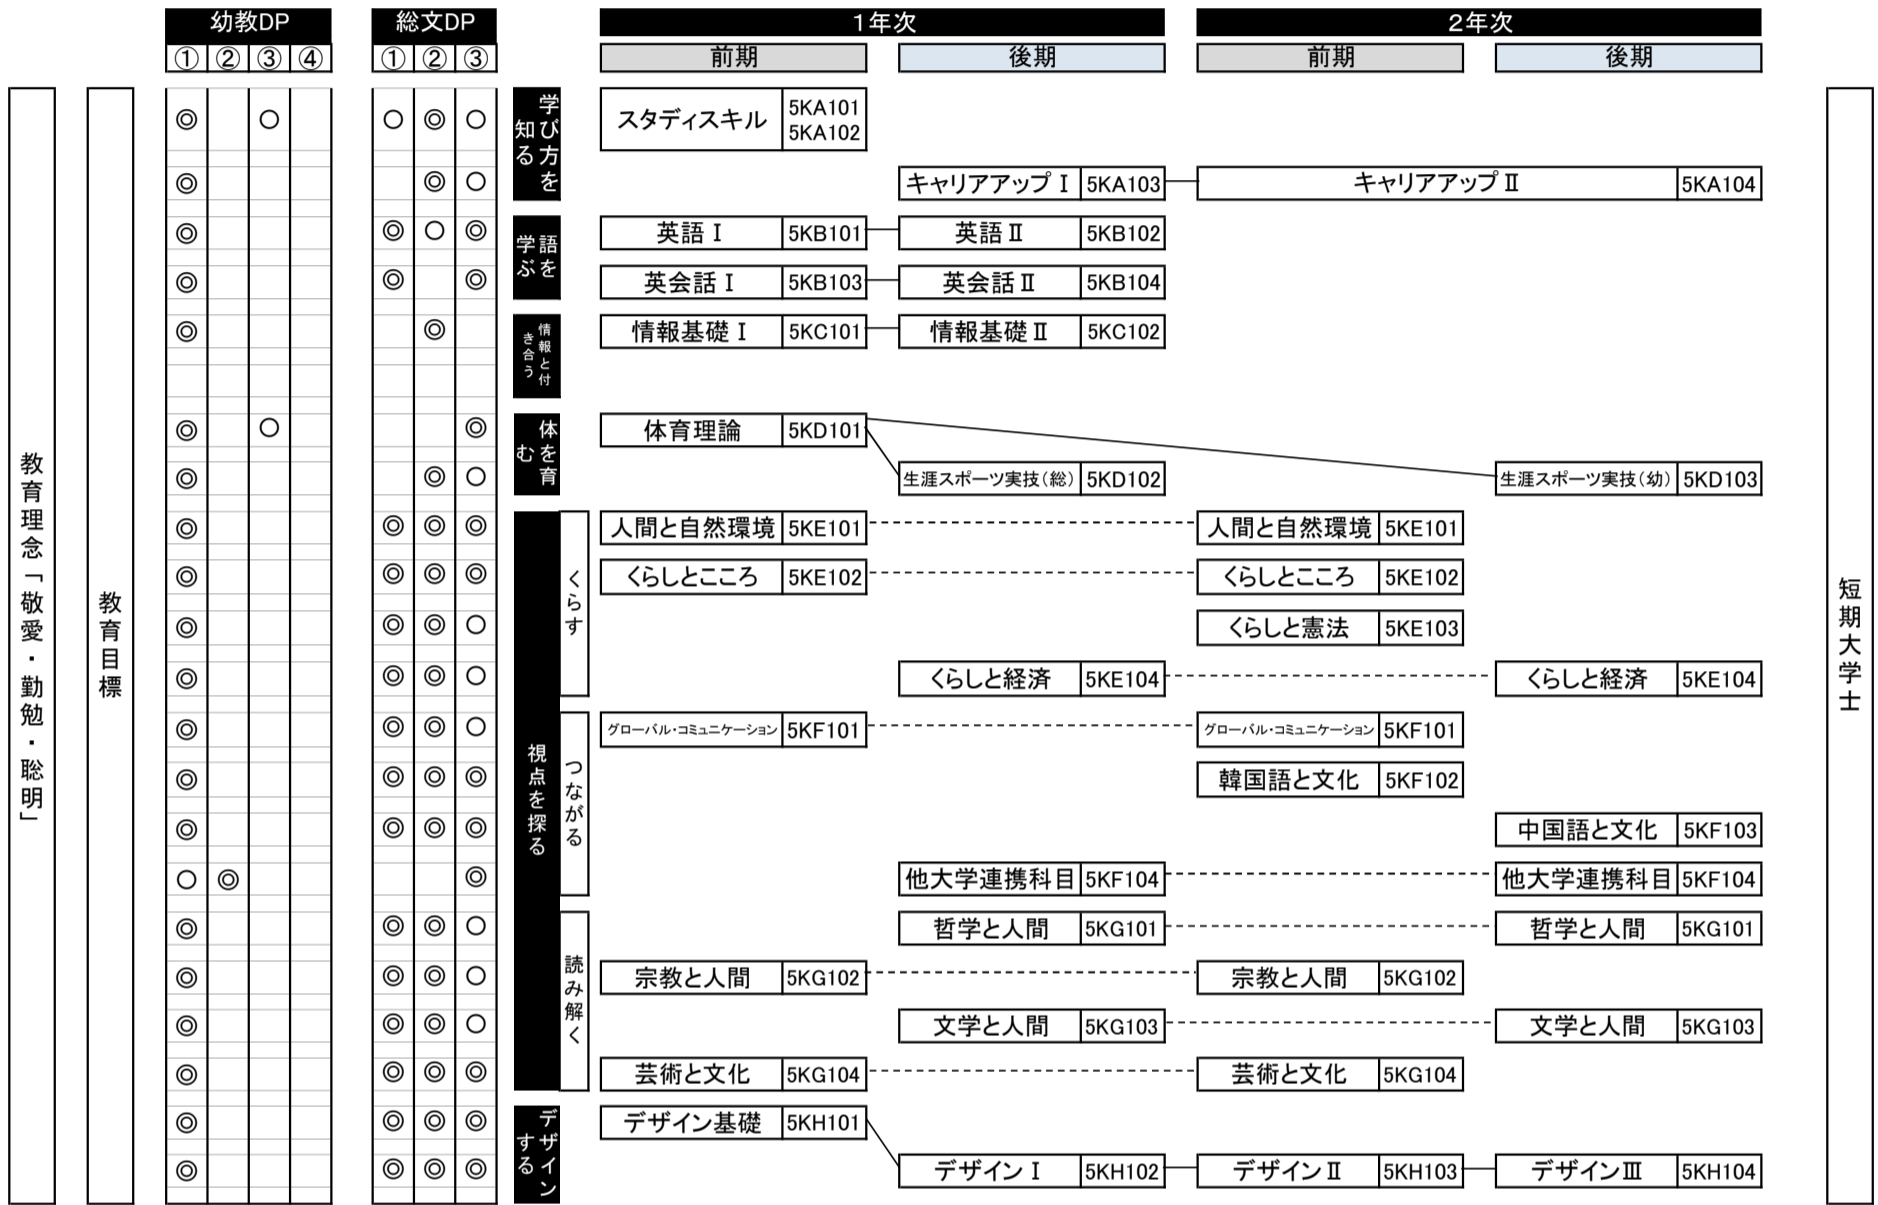 幼教DP 総文DP 1年次 2年次
① ② ③ ④ ① ② ③ 前期 後期 前期 後期
教育理念「敬愛・勤勉・聡明」
教育目標
学び方を知る
◎ ○ ○ ◎ ○ スタディスキル 5KA101
5KA102
◎ ◎ ○ キャリアアップⅠ 5KA103 キャリアアップⅡ 5KA104
語を学ぶ
◎ ◎ ○ ◎ 英語Ⅰ 5KB101 英語Ⅱ 5KB102
◎ ◎ ◎ 英会話Ⅰ 5KB103 英会話Ⅱ 5KB104
情報と付き合う
◎ ◎ 情報基礎Ⅰ 5KC101 情報基礎Ⅱ 5KC102
体を育む
◎ ○ ◎ 体育理論 5KD101
◎ ◎ ○ 生涯スポーツ実技(総) 5KD102 生涯スポーツ実技(幼) 5KD103
視点を探る
くらす
◎ ◎ ◎ ◎ 人間と自然環境 5KE101 人間と自然環境 5KE101
◎ ◎ ◎ ◎ くらしとこころ 5KE102 くらしとこころ 5KE102
◎ ◎ ◎ ○ くらしと憲法 5KE103
◎ ◎ ◎ ○ くらしと経済 5KE104 くらしと経済 5KE104
つながる
◎ ◎ ◎ ○ グローバル・コミュニケーション 5KF101 グローバル・コミュニケーション 5KF101
◎ ◎ ◎ ◎ 韓国語と文化 5KF102
◎ ◎ ◎ ◎ 中国語と文化 5KF103
○ ◎ ◎ 他大学連携科目 5KF104 他大学連携科目 5KF104
読み解く
◎ ◎ ◎ ○ 哲学と人間 5KG101 哲学と人間 5KG101
◎ ◎ ◎ ○ 宗教と人間 5KG102 宗教と人間 5KG102
◎ ◎ ◎ ○ 文学と人間 5KG103 文学と人間 5KG103
◎ ◎ ◎ ◎ 芸術と文化 5KG104 芸術と文化 5KG104
デザインする
◎ ◎ ◎ ◎ デザイン基礎 5KH101
◎ ◎ ◎ ◎ デザインⅠ 5KH102 デザインⅡ 5KH103 デザインⅢ 5KH104
短期大学士